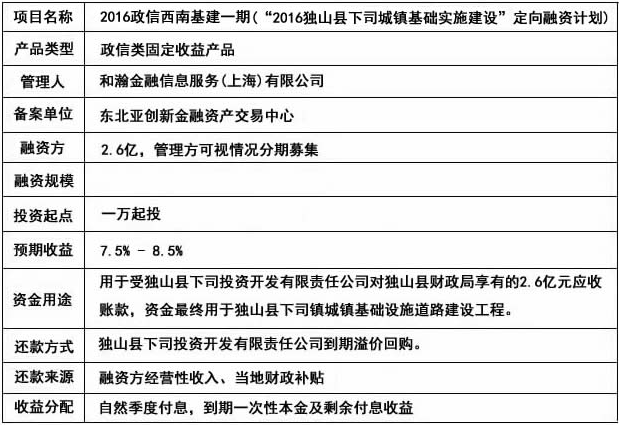 项目名称 2016政信西南基建一期(“2016独山县下司城镇基础实施建设”定向融资计划)
产品类型 政信类固定收益产品
管理人 和瀚金融信息服务(上海)有限公司
备案单位 东北亚创新金融资产交易中心
融资方 2.6亿，管理方可视情况分期募集
融资规模
投资起点 一万起投
预期收益 7.5% - 8.5%
资金用途 用于受独山县下司投资开发有限责任公司对独山县财政局享有的2.6亿元应收
账款，资金最终用于独山县下司镇城镇基础设施道路建设工程。
还款方式 独山县下司投资开发有限责任公司到期溢价回购。
还款来源 融资方经营性收入、当地财政补贴
收益分配 自然季度付息，到期一次性本金及剩余付息收益